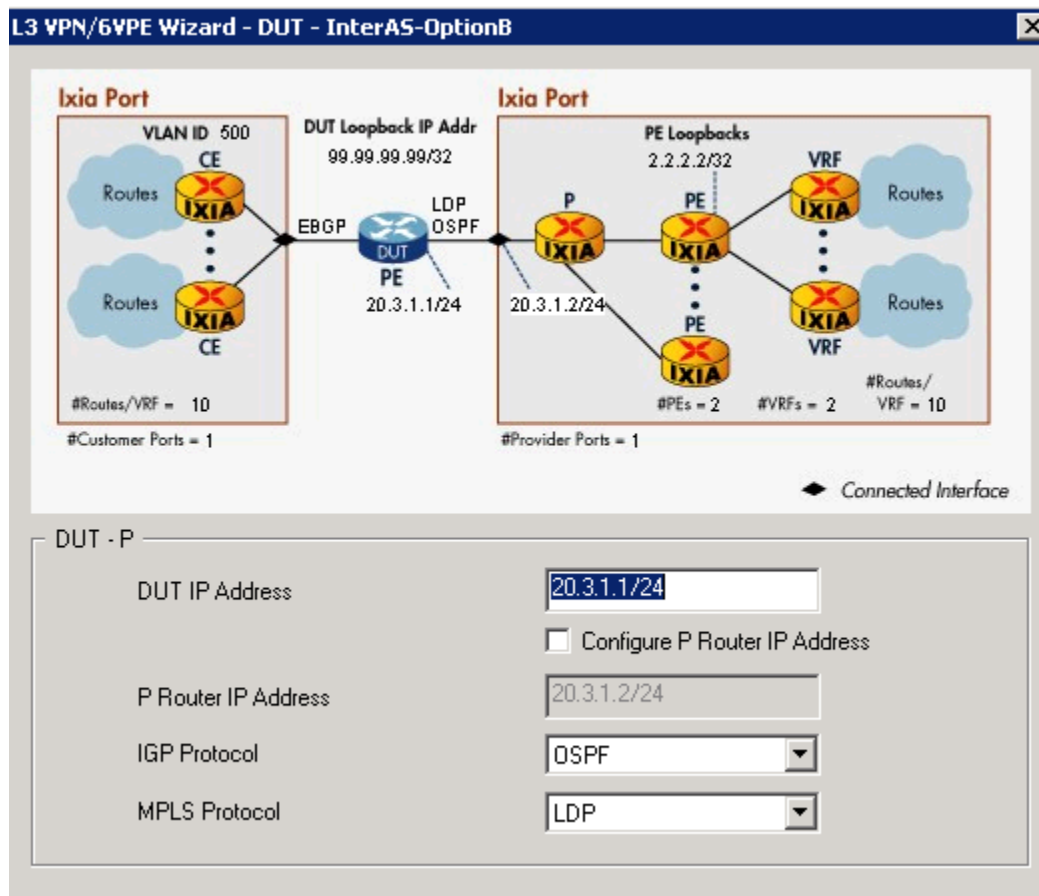 L3 VPN/6VPE Wizard - DUT - InterAS-OptionB
Ixia Port
VLAN ID 500
CE
Routes
IXIA
Routes
IXIA
CE
#Routes/VRF = 10
#Customer Ports = 1
DUT Loopback IP Addr
99.99.99.99/32
EBGP
LDP
OSPF
DUT
PE
20.3.1.1/24
Ixia Port
PE Loopbacks
2.2.2.2/32
P
IXIA
20.3.1.2/24
PE
IXIA
PE
IXIA
VRF
IXIA
Routes
IXIA
VRF
Routes
#PEs = 2
#VRFs = 2
#Routes/
VRF = 10
#Provider Ports = 1
Connected Interface
DUT - P
DUT IP Address
20.3.1.1/24
Configure P Router IP Address
P Router IP Address
20.3.1.2/24
IGP Protocol
OSPF
MPLS Protocol
LDP